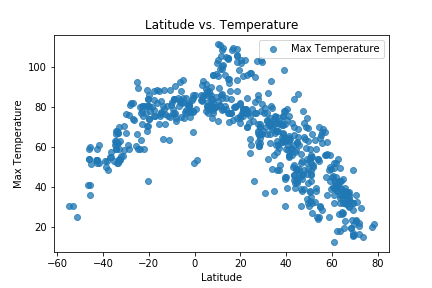 Latitude vs. Temperature
Max Temperature
100
80
60
40
20
Max Temperature
−60 −40 −20 0 20 40 60 80
Latitude